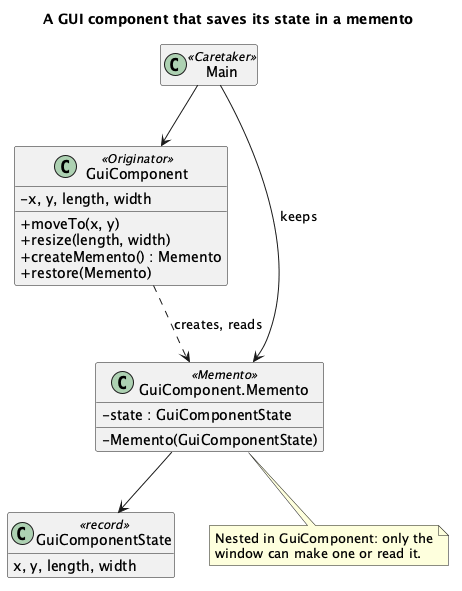 A GUI component that saves its state in a memento
C
«Caretaker»
Main
C
«Originator»
GuiComponent
-x, y, length, width
+moveTo(x, y)
+resize(length, width)
+createMemento() : Memento
+restore(Memento)
keeps
creates, reads
C
«Memento»
GuiComponent.Memento
-state : GuiComponentState
-Memento(GuiComponentState)
C
«record»
GuiComponentState
x, y, length, width
Nested in GuiComponent: only the
window can make one or read it.